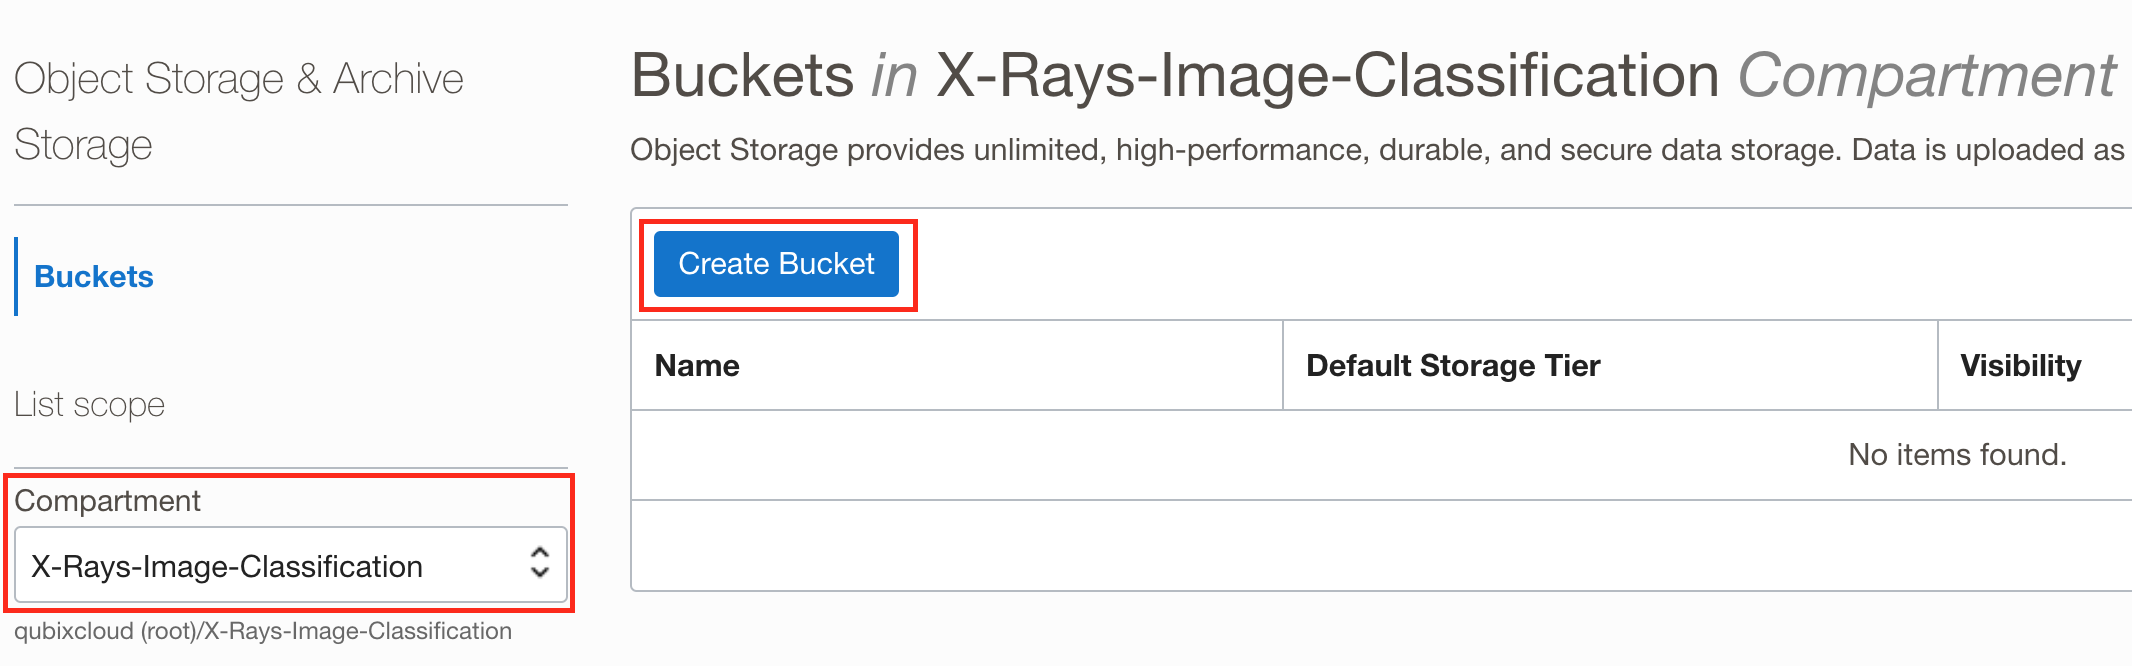 Object Storage & Archive
Storage
Buckets
List scope
Compartment
X-Rays-Image-Classification
qubixcloud (root)/X-Rays-Image-Classification
Buckets in X-Rays-Image-Classification Compartment
Object Storage provides unlimited, high-performance, durable, and secure data storage. Data is uploaded as
Create Bucket
Name Default Storage Tier Visibility
No items found.